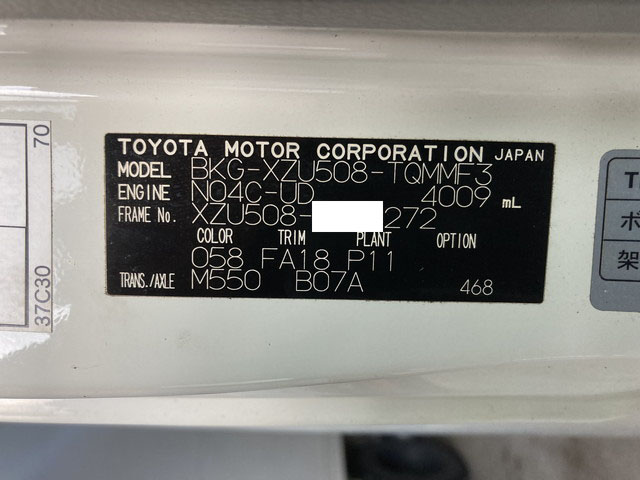 TOYOTA MOTOR CORPORATION JAPAN
MODEL BKG-XZU508-TQMMF3
ENGINE N04C-UD 4009 mL
FRAME No. XZU508- 272
COLOR TRIM PLANT OPTION
058 FA18 P11
TRANS./AXLE M550 B07A 468
37C30 70
T
ボ
架